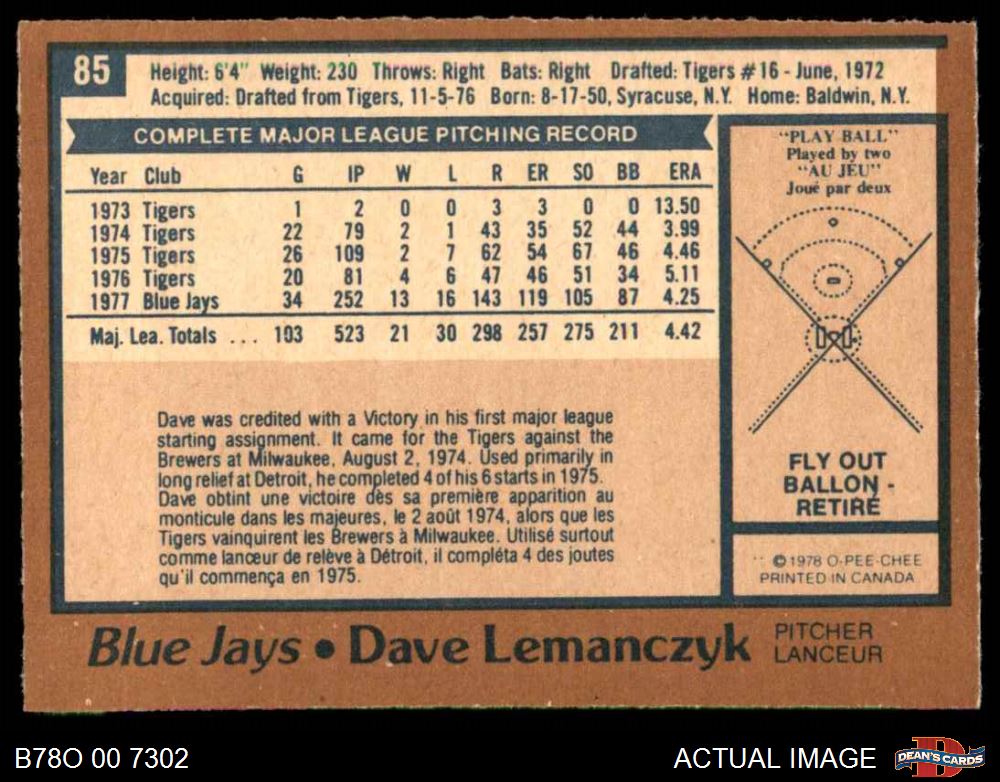 85
Height: 6'4" Weight: 230 Throws: Right Bats: Right Drafted: Tigers #16 - June, 1972
Acquired: Drafted from Tigers, 11-5-76 Born: 8-17-50, Syracuse, N.Y. Home: Baldwin, N.Y.
COMPLETE MAJOR LEAGUE PITCHING RECORD
Year Club G IP W L R ER SO BB ERA
1973 Tigers 1 2 0 0 3 3 0 0 13.50
1974 Tigers 22 79 2 1 43 35 52 44 3.99
1975 Tigers 26 109 2 7 62 54 67 46 4.46
1976 Tigers 20 81 4 6 47 46 51 34 5.11
1977 Blue Jays 34 252 13 16 143 119 105 87 4.25
Maj. Lea. Totals ... 103 523 21 30 298 257 275 211 4.42
Dave was credited with a Victory in his first major league
starting assignment. It came for the Tigers against the
Brewers at Milwaukee, August 2, 1974. Used primarily in
long relief at Detroit, he completed 4 of his 6 starts in 1975.
Dave obtint une victoire dès sa première apparition au
monticule dans les majeures, le 2 août 1974, alors que les
Tigers vainquirent les Brewers à Milwaukee. Utilisé surtout
comme lanceur de relève à Détroit, il compléta 4 des joutes
qu'il commença en 1975.
"PLAY BALL"
Played by two
"AU JEU"
Joué par deux
FLY OUT
BALLON -
RETIRÉ
©1978 O-PEE-CHEE
PRINTED IN CANADA
Blue Jays • Dave Lemanczyk
PITCHER
LANCEUR
B78O 00 7302
ACTUAL IMAGE
D
DEAN'S CARDS